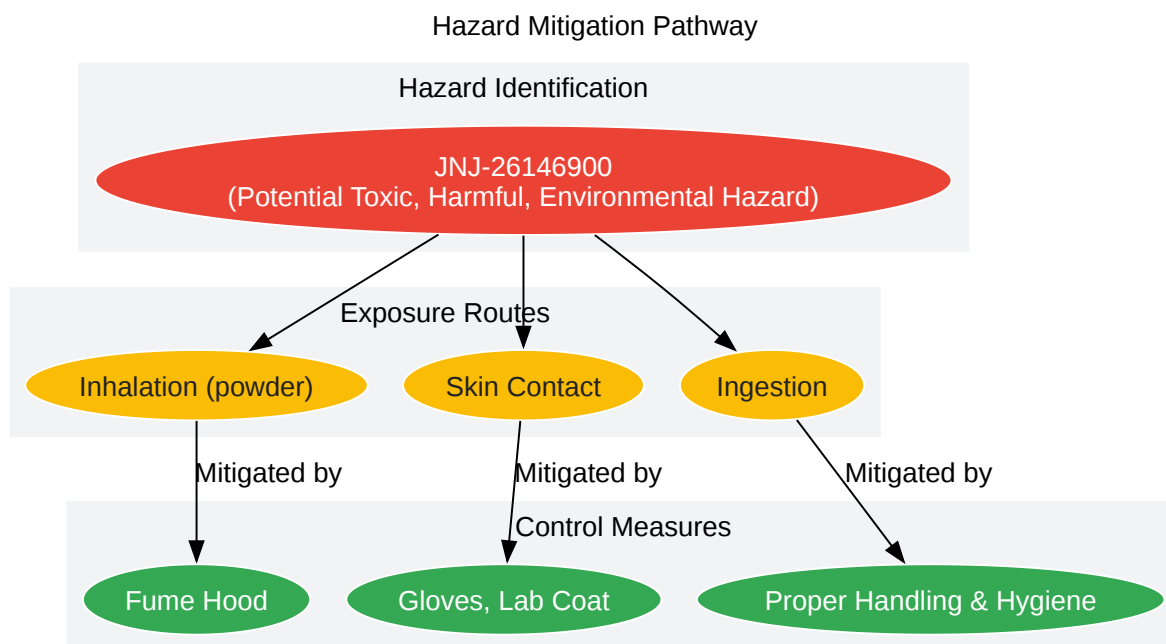 Hazard Mitigation Pathway
Hazard Identification
JNJ-26146900
(Potential Toxic, Harmful, Environmental Hazard)
Exposure Routes
Inhalation (powder)
Skin Contact
Ingestion
Mitigated by
Mitigated by
Mitigated by
Control Measures
Fume Hood
Gloves, Lab Coat
Proper Handling & Hygiene